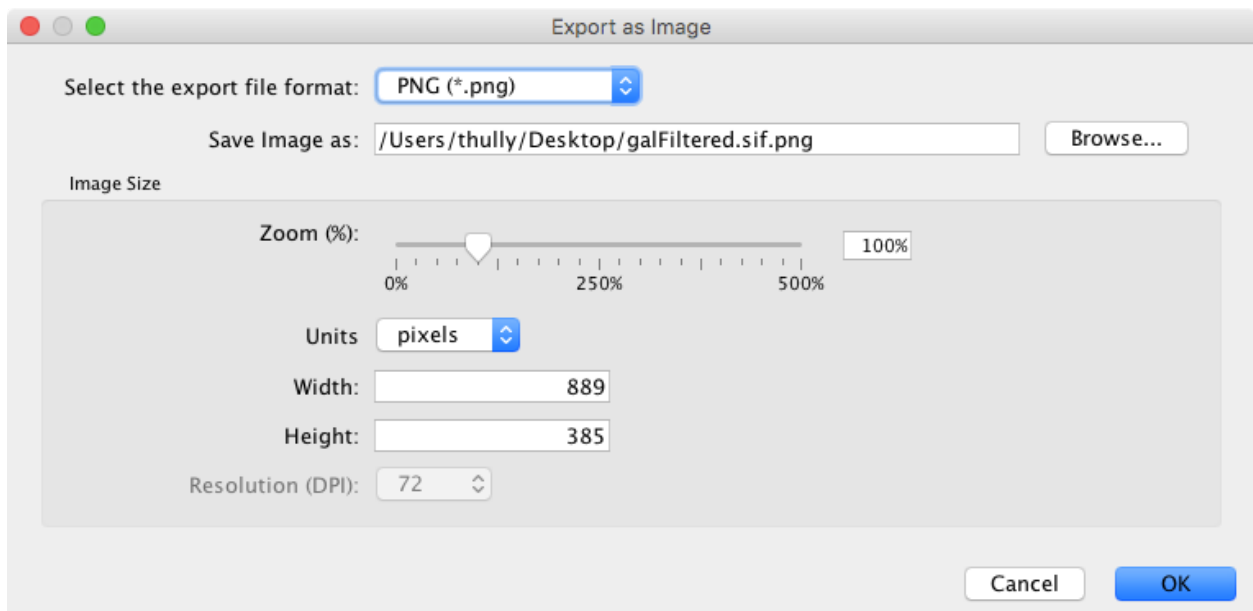 Export as Image
Select the export file format: PNG (*.png)
Save Image as: /Users/thully/Desktop/galFiltered.sif.png Browse...
Image Size
Zoom (%): 100%
0% 250% 500%
Units pixels
Width: 889
Height: 385
Resolution (DPI): 72
Cancel OK